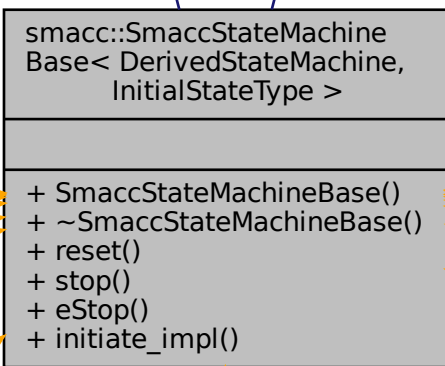 smacc::SmaccStateMachine
Base< DerivedStateMachine,
InitialStateType >
+ SmaccStateMachineBase()
+ ~SmaccStateMachineBase()
+ reset()
+ stop()
+ eStop()
+ initiate_impl()